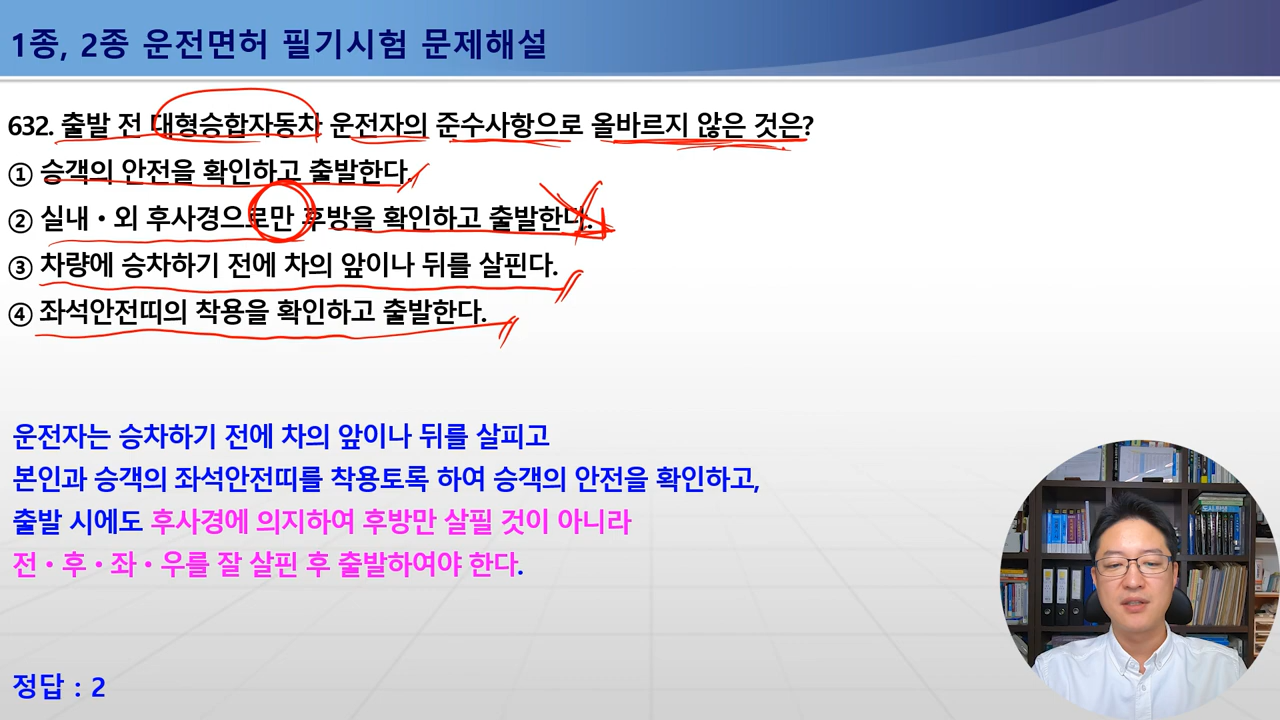 1종, 2종 운전면허 필기시험 문제해설
632. 출발 전 대형승합자동차 운전자의 준수사항으로 올바르지 않은 것은?
① 승객의 안전을 확인하고 출발한다.
② 실내·외 후사경으로만 후방을 확인하고 출발한다.
③ 차량에 승차하기 전에 차의 앞이나 뒤를 살핀다.
④ 좌석안전띠의 착용을 확인하고 출발한다.
운전자는 승차하기 전에 차의 앞이나 뒤를 살피고
본인과 승객의 좌석안전띠를 착용토록 하여 승객의 안전을 확인하고,
출발 시에도 후사경에 의지하여 후방만 살필 것이 아니라
전·후·좌·우를 잘 살핀 후 출발하여야 한다.
정답 : 2